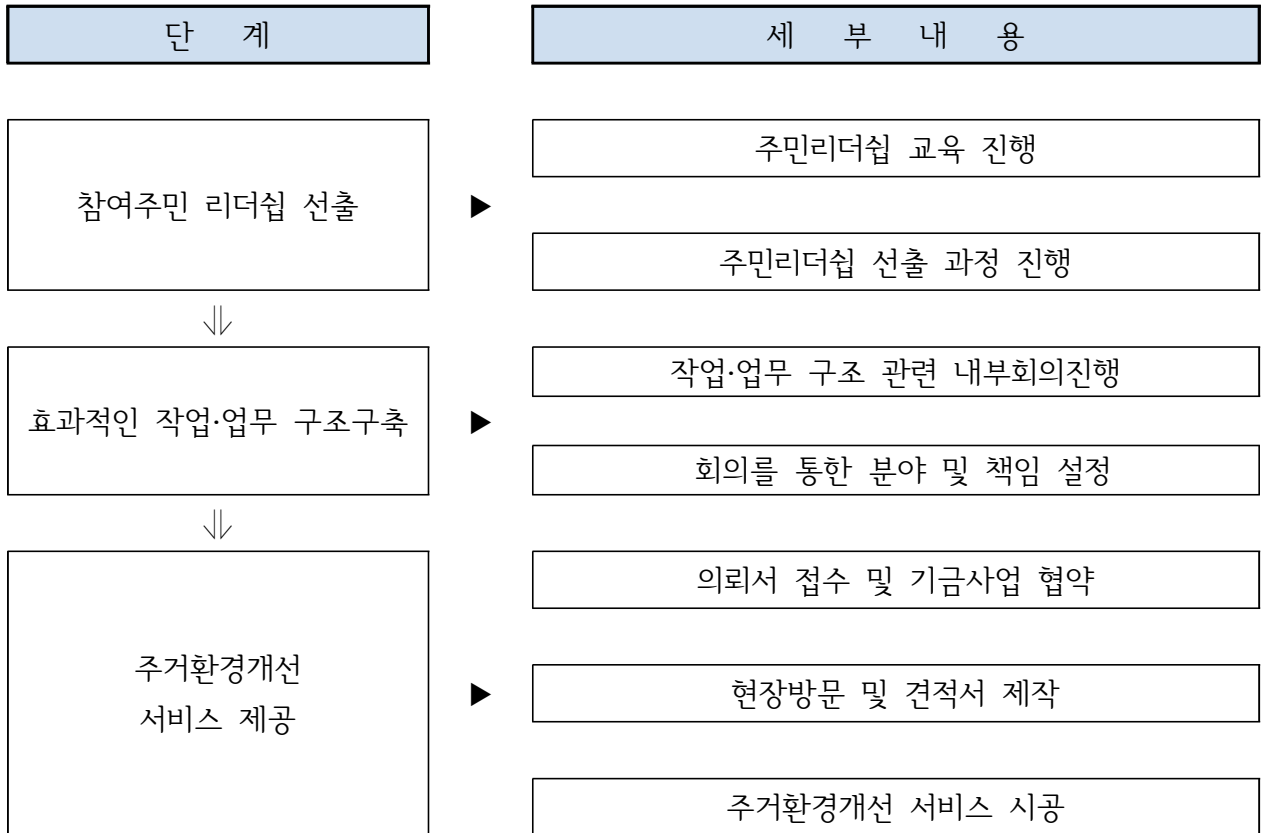 단 계
세 부 내 용
참여주민 리더쉽 선출
▶
주민리더쉽 교육 진행
주민리더쉽 선출 과정 진행
⇓
효과적인 작업·업무 구조구축
▶
작업·업무 구조 관련 내부회의진행
회의를 통한 분야 및 책임 설정
⇓
주거환경개선
서비스 제공
▶
의뢰서 접수 및 기금사업 협약
현장방문 및 견적서 제작
주거환경개선 서비스 시공